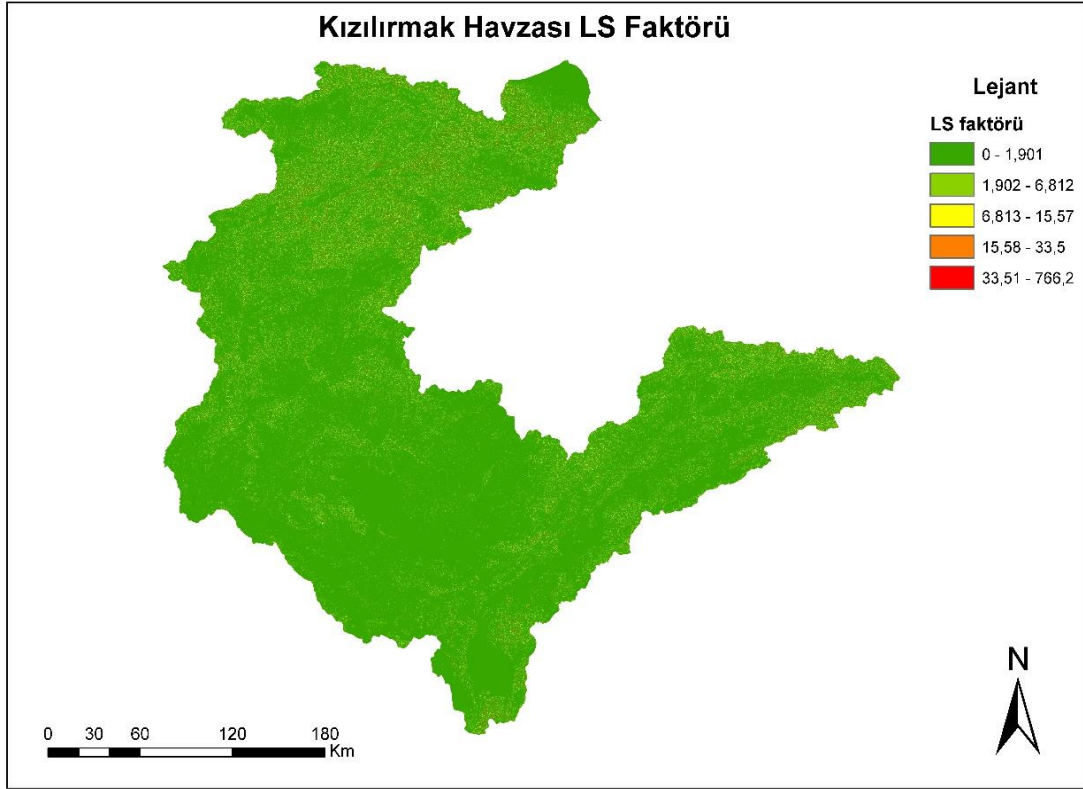 Kızılırmak Havzası LS Faktörü
Lejant
LS faktörü
0 - 1,901
1,902 - 6,812
6,813 - 15,57
15,58 - 33,5
33,51 - 766,2
N
0 30 60 120 180
Km